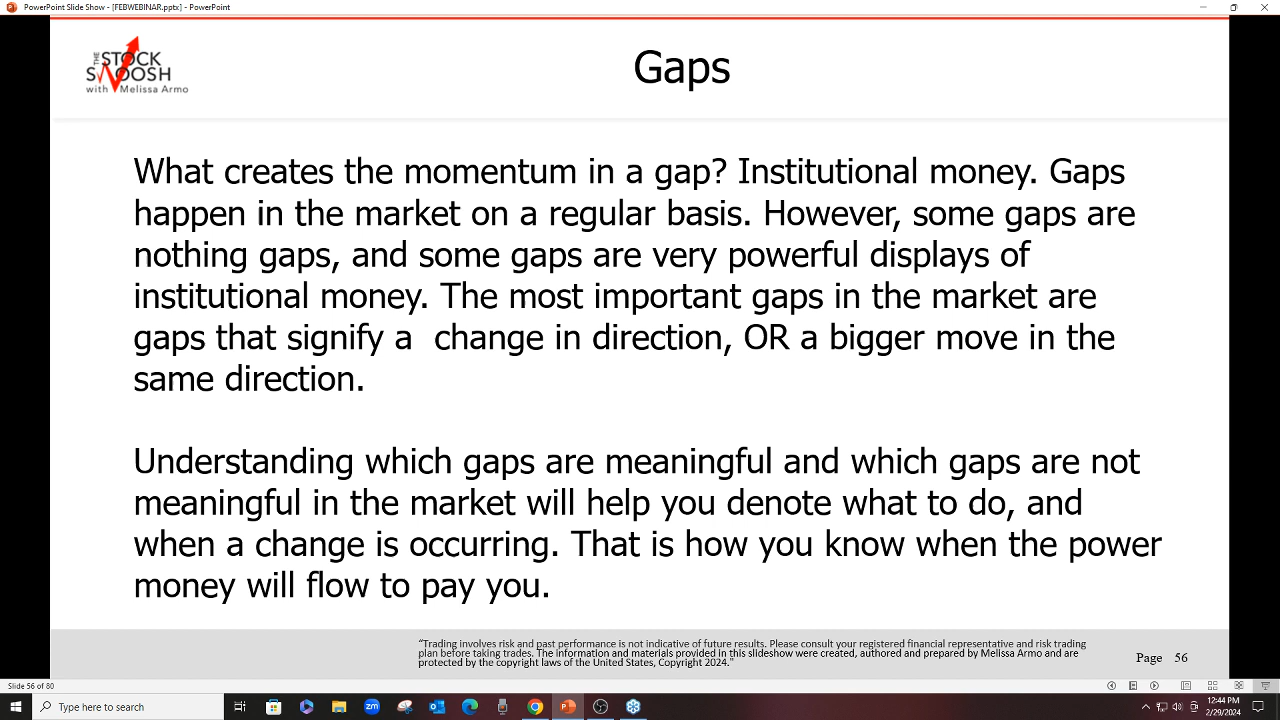 PowerPoint Slide Show - [FEBWEBINAR.pptx] - PowerPoint
THE
STOCK
SWOOSH
with Melissa Armo
Gaps
What creates the momentum in a gap? Institutional money. Gaps
happen in the market on a regular basis. However, some gaps are
nothing gaps, and some gaps are very powerful displays of
institutional money. The most important gaps in the market are
gaps that signify a  change in direction, OR a bigger move in the
same direction.
Understanding which gaps are meaningful and which gaps are not
meaningful in the market will help you denote what to do, and
when a change is occurring. That is how you know when the power
money will flow to pay you.
“Trading involves risk and past performance is not indicative of future results. Please consult your registered financial representative and risk trading
plan before taking trades. The information and materials provided in this slideshow were created, authored and prepared by Melissa Armo and are
protected by the copyright laws of the United States, Copyright 2024.”
Page 56
Slide 56 of 80
Type here to search
zm
12:44 PM
2/29/2024